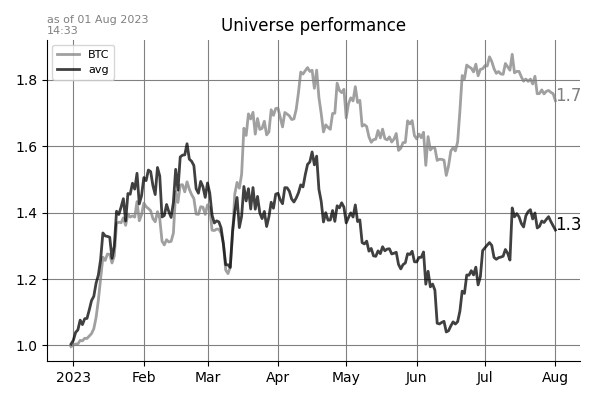 as of 01 Aug 2023
14:33
Universe performance
BTC
avg
1.8
1.6
1.4
1.2
1.0
1.7
1.3
2023 Feb Mar Apr May Jun Jul Aug